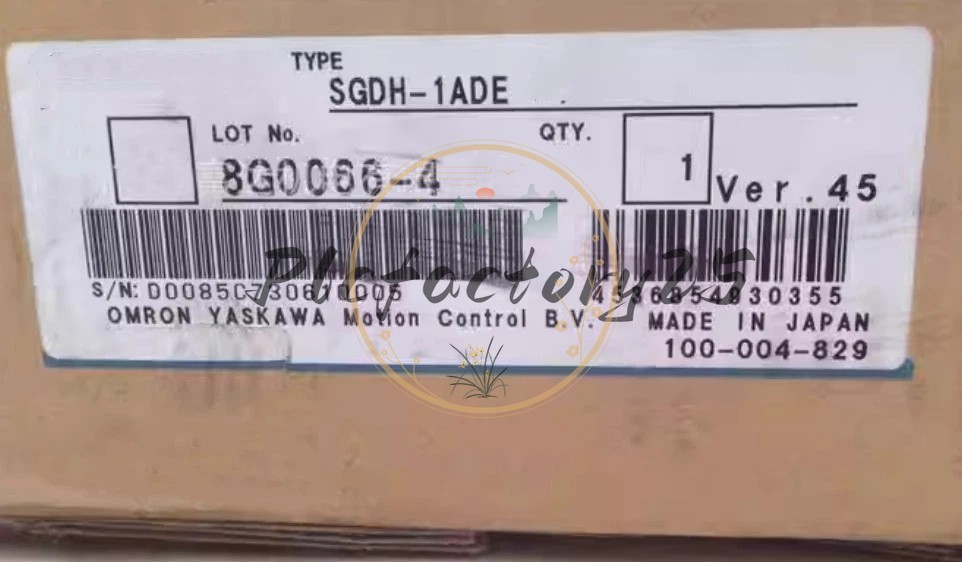 TYPE
SGDH-1ADE
LOT No. QTY.
8G0066-4 1 Ver.45
Plcfactory25
S/N:
OMRON YASKAWA Motion Control B.V. MADE IN JAPAN
100-004-829